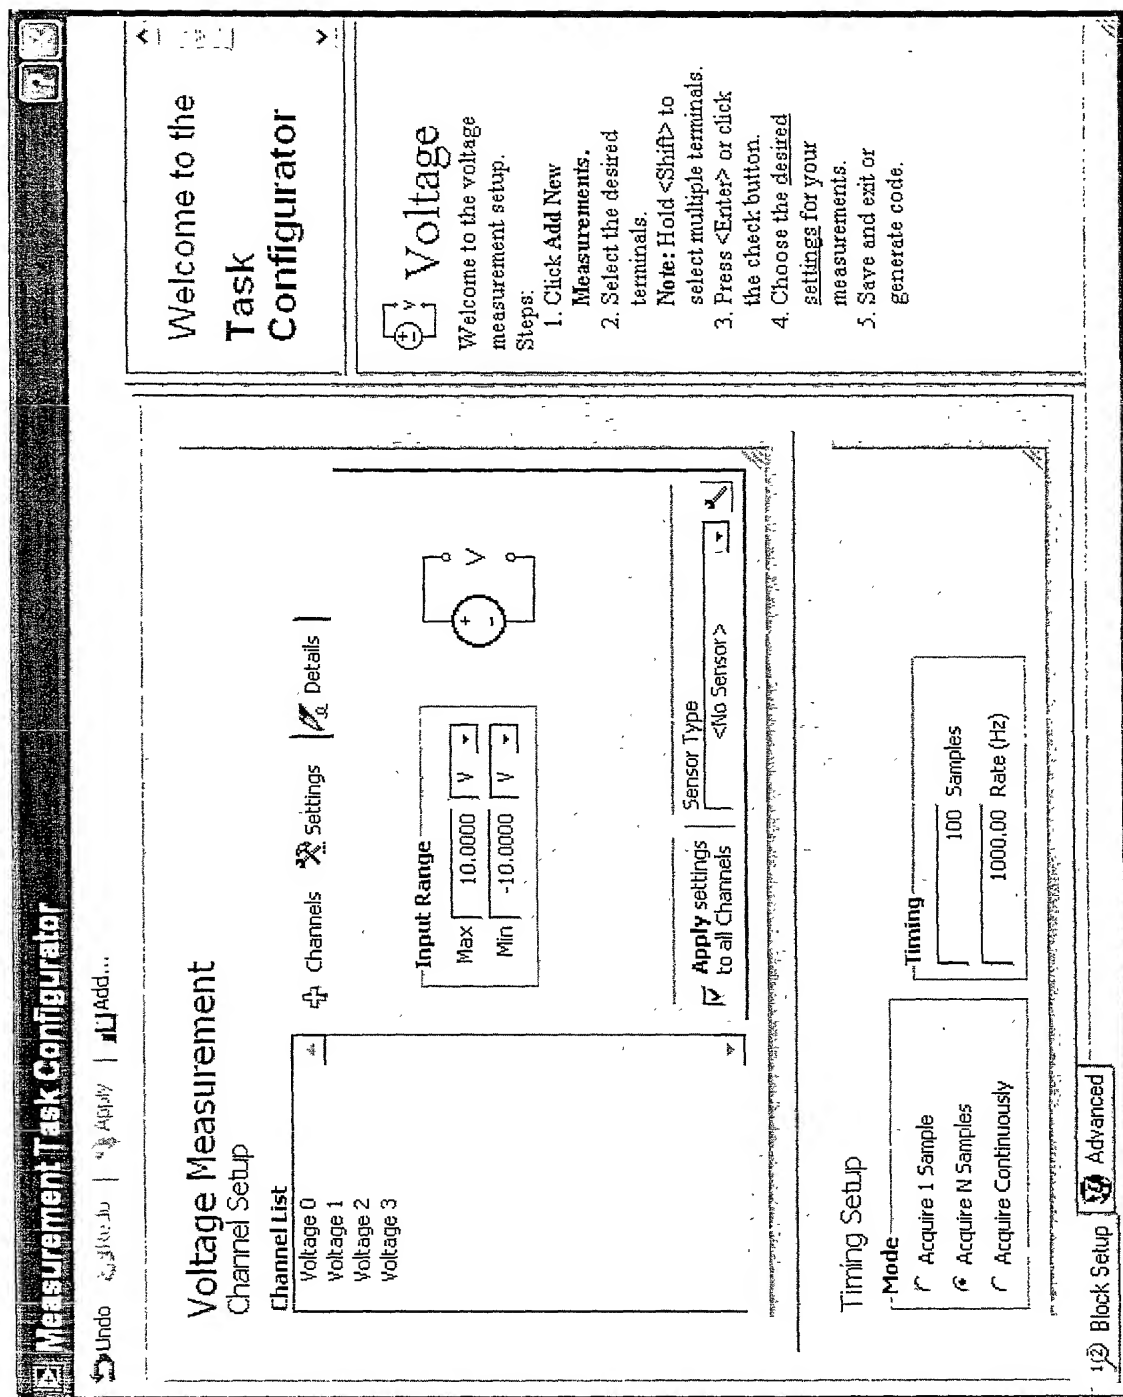 Measurement Task Configurator
Undo Redo Apply Add...
Voltage Measurement
Channel Setup
Channel List
Voltage 0
Voltage 1
Voltage 2
Voltage 3
Channels Settings Details
Input Range
Max 10.0000 V
Min -10.0000 V
V
Apply settings
to all Channels
Sensor Type
<No Sensor>
Timing Setup
Mode
Acquire 1 Sample
Acquire N Samples
Acquire Continuously
Timing
100 Samples
1000.00 Rate (Hz)
Block Setup Advanced
Welcome to the
Task
Configurator
Voltage
Welcome to the voltage
measurement setup.
Steps:
1. Click Add New
Measurements.
2. Select the desired
terminals.
Note: Hold <Shift> to
select multiple terminals.
3. Press <Enter> or click
the check button.
4. Choose the desired
settings for your
measurements.
5. Save and exit or
generate code.